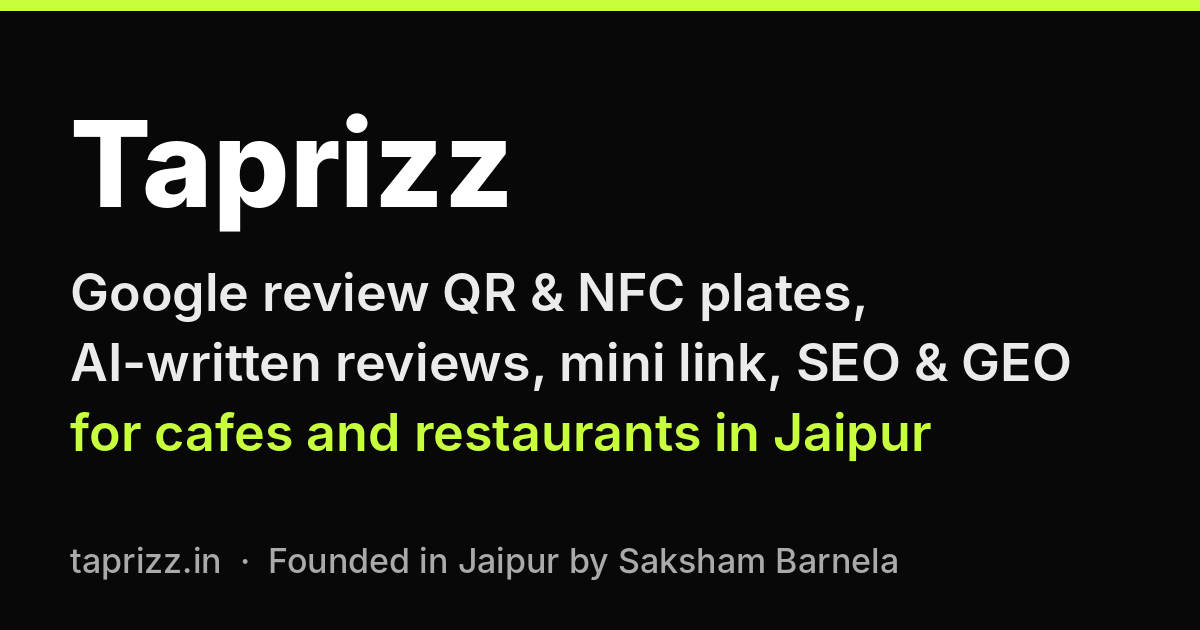 Taprizz
Google review QR & NFC plates,
AI-written reviews, mini link, SEO & GEO
for cafes and restaurants in Jaipur
taprizz.in · Founded in Jaipur by Saksham Barnela